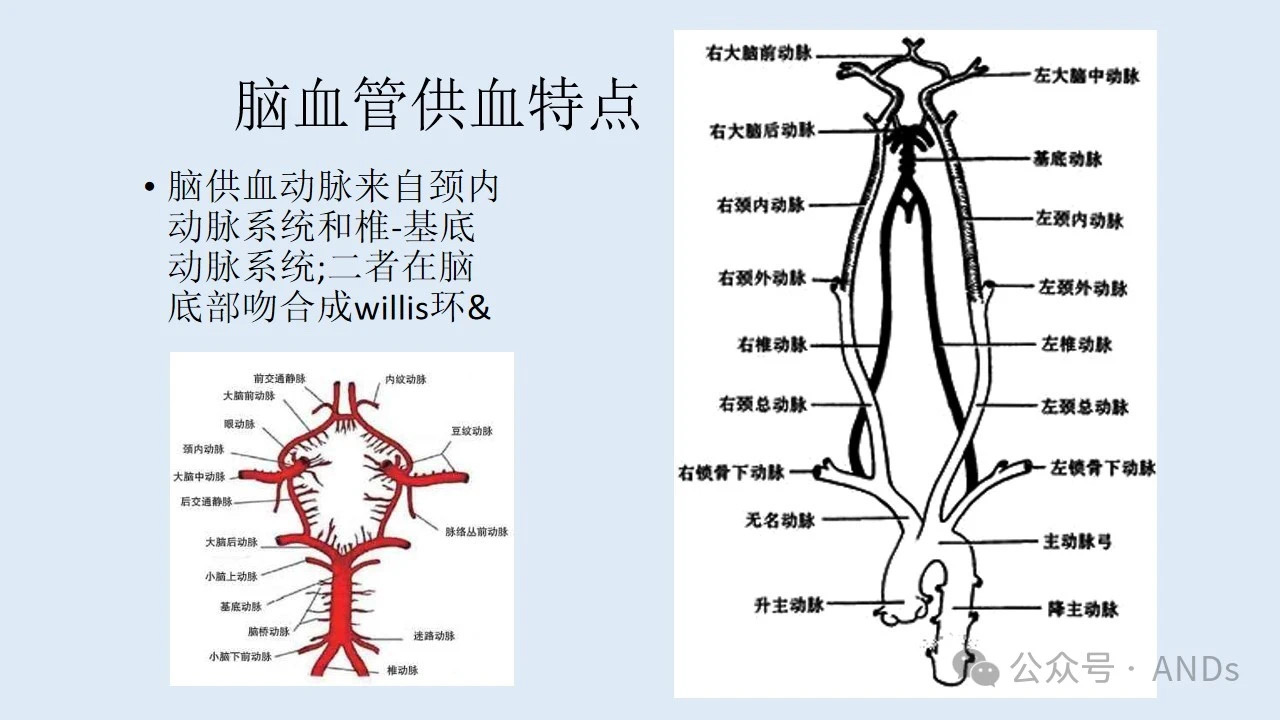 脑血管供血特点
• 脑供血动脉来自颈内
动脉系统和椎-基底
动脉系统;二者在脑
底部吻合成willis环&
前交通静脉
内纹动脉
大脑前动脉
眼动脉
豆纹动脉
颈内动脉
大脑中动脉
后交通静脉
脉络丛前动脉
大脑后动脉
小脑上动脉
基底动脉
脑桥动脉
迷路动脉
小脑下前动脉
椎动脉
右大脑前动脉
左大脑中动脉
右大脑后动脉
基底动脉
右颈内动脉
左颈内动脉
右颈外动脉
左颈外动脉
右椎动脉
左椎动脉
右颈总动脉
左颈总动脉
右锁骨下动脉
左锁骨下动脉
无名动脉
主动脉弓
升主动脉
降主动脉
公众号 · ANDs